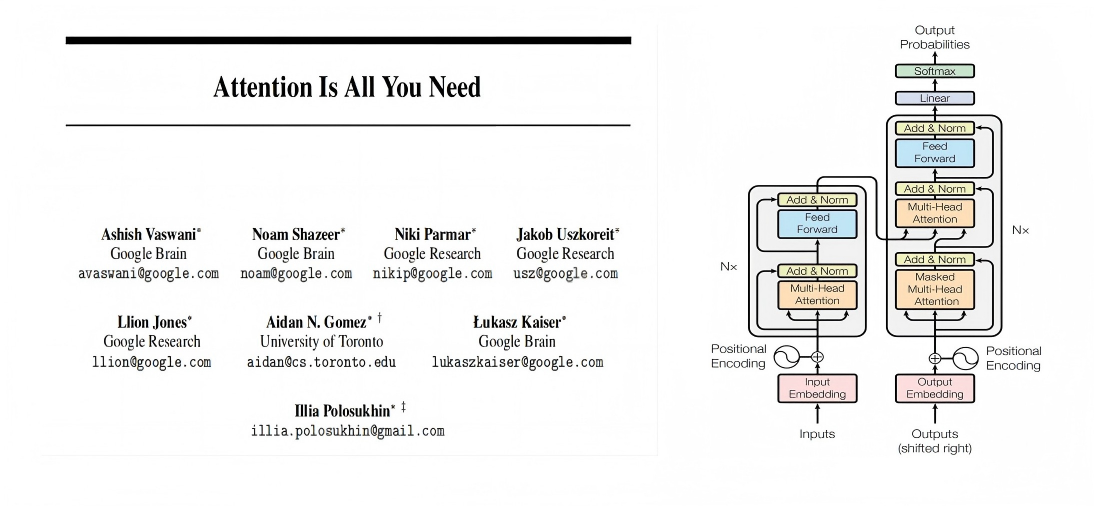 Attention Is All You Need
Ashish Vaswani*
Google Brain
avaswani@google.com
Noam Shazeer*
Google Brain
noam@google.com
Niki Parmar*
Google Research
nikip@google.com
Jakob Uszkoreit*
Google Research
usz@google.com
Llion Jones*
Google Research
llion@google.com
Aidan N. Gomez* †
University of Toronto
aidan@cs.toronto.edu
Łukasz Kaiser*
Google Brain
lukaszkaiser@google.com
Illia Polosukhin* ‡
illia.polosukhin@gmail.com
Output
Probabilities
Softmax
Linear
Add & Norm
Feed
Forward
Add & Norm
Multi-Head
Attention
Add & Norm
Masked
Multi-Head
Attention
Nx
Add & Norm
Feed
Forward
Add & Norm
Multi-Head
Attention
Nx
Positional
Encoding
Positional
Encoding
Input
Embedding
Output
Embedding
Inputs
Outputs
(shifted right)